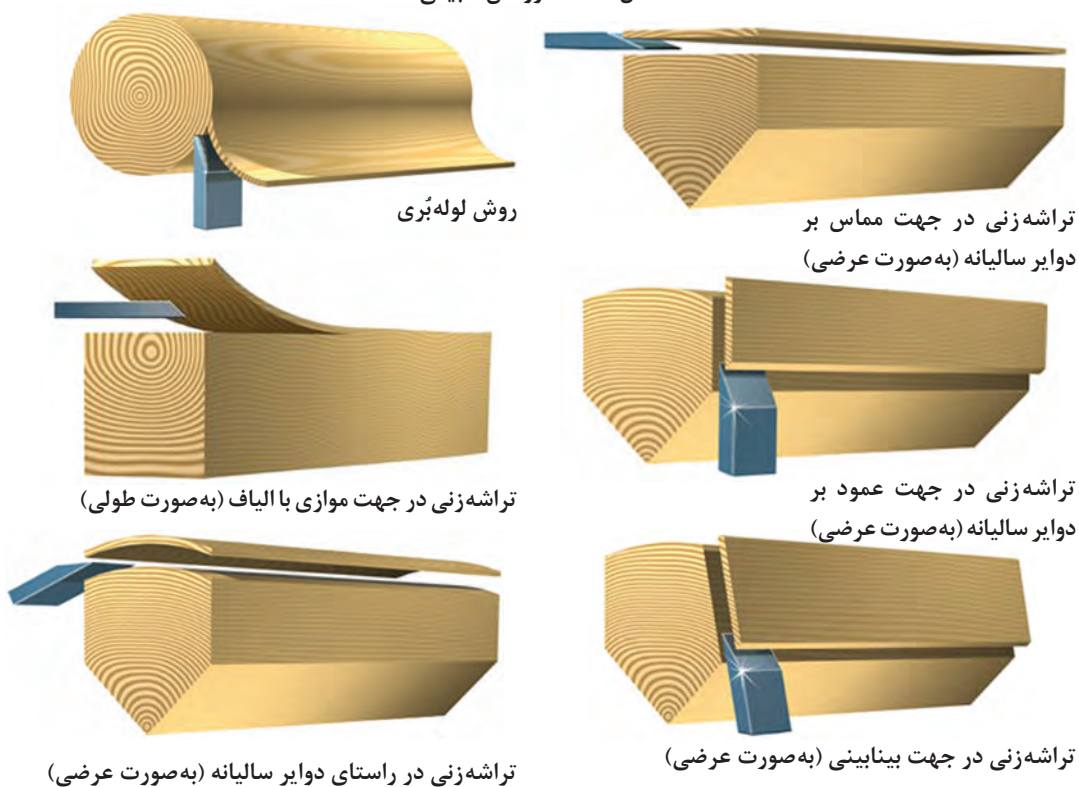 روش لوله‌بُری
تراشه‌زنی در جهت مماس بر
دوایر سالیانه (به‌صورت عرضی)
تراشه‌زنی در جهت موازی با الیاف (به‌صورت طولی)
تراشه‌زنی در جهت عمود بر
دوایر سالیانه (به‌صورت عرضی)
تراشه‌زنی در راستای دوایر سالیانه (به‌صورت عرضی)
تراشه‌زنی در جهت بینابینی (به‌صورت عرضی)